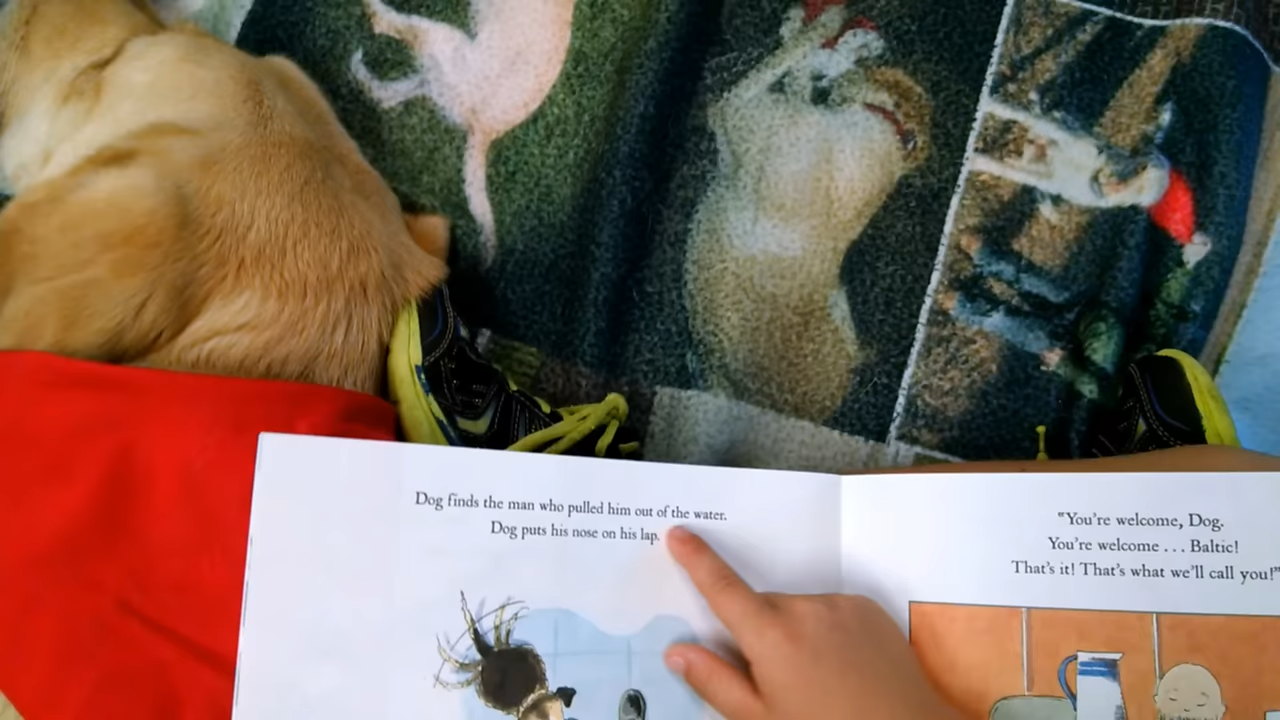 Dog finds the man who pulled him out of the water.
Dog puts his nose on his lap.
"You're welcome, Dog.
You're welcome . . . Baltic!
That's it! That's what we'll call you!"